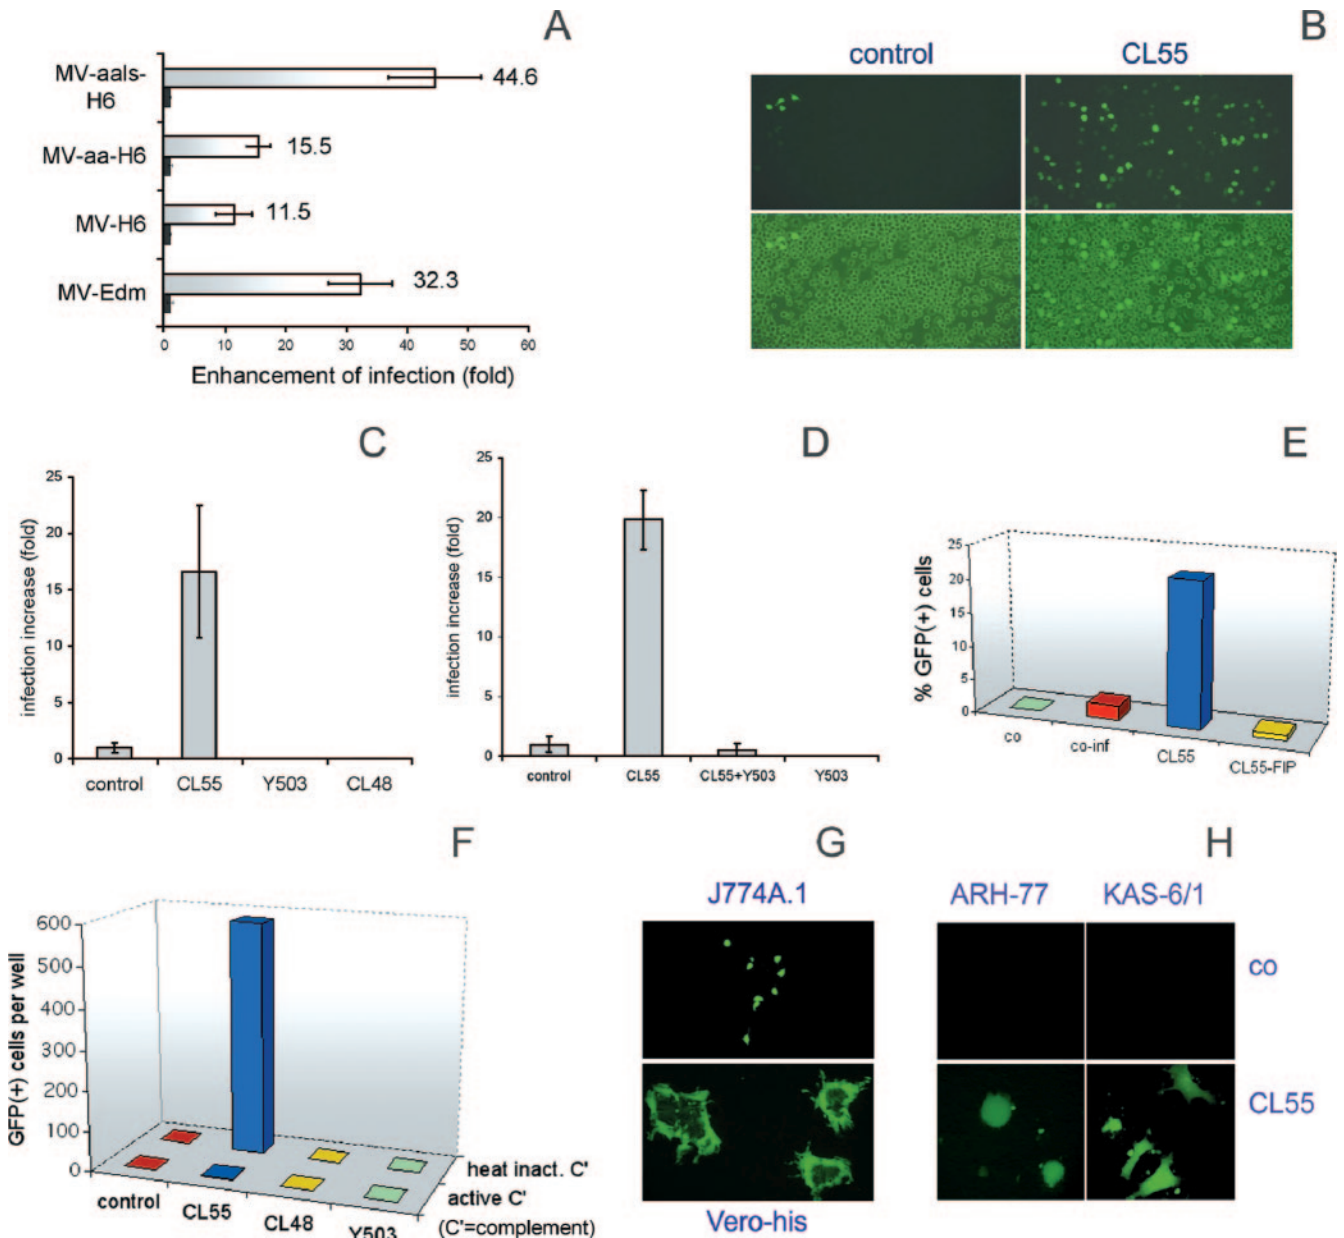 A
MV-aals-
H6
44.6
MV-aa-H6
15.5
MV-H6
11.5
MV-Edm
32.3
0 10 20 30 40 50 60
Enhancement of infection (fold)
B
control CL55
C
infection increase (fold)
25
20
15
10
5
0
control CL55 Y503 CL48
D
infection increase (fold)
25
20
15
10
5
0
control CL55 CL55+Y503 Y503
E
% GFP(+) cells
25
20
15
10
5
0
co co-inf CL55 CL55-FIP
F
GFP(+) cells per well
600
500
400
300
200
100
0
control CL55 CL48 Y503
heat inact. C'
active C'
(C'=complement)
G
J774A.1
Vero-his
H
ARH-77 KAS-6/1
co
CL55